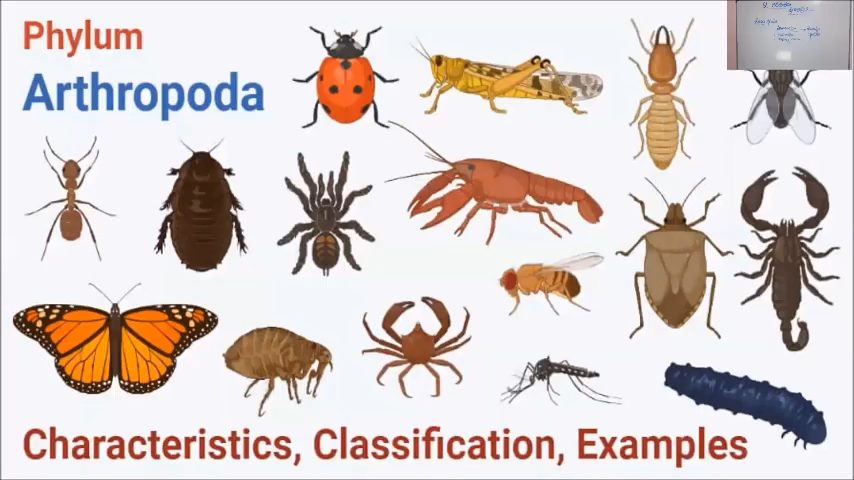 Phylum
Arthropoda
Characteristics, Classification, Examples